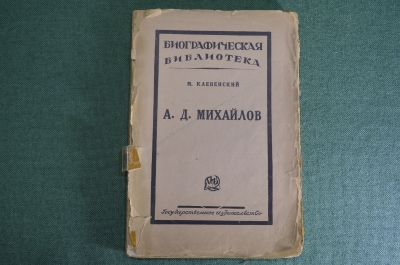 БИОГРАФИЧЕСКАЯ
БИБЛИОТЕКА
М. КЛЕВЕНСКИЙ
А. Д. МИХАЙЛОВ
Государственное издательство